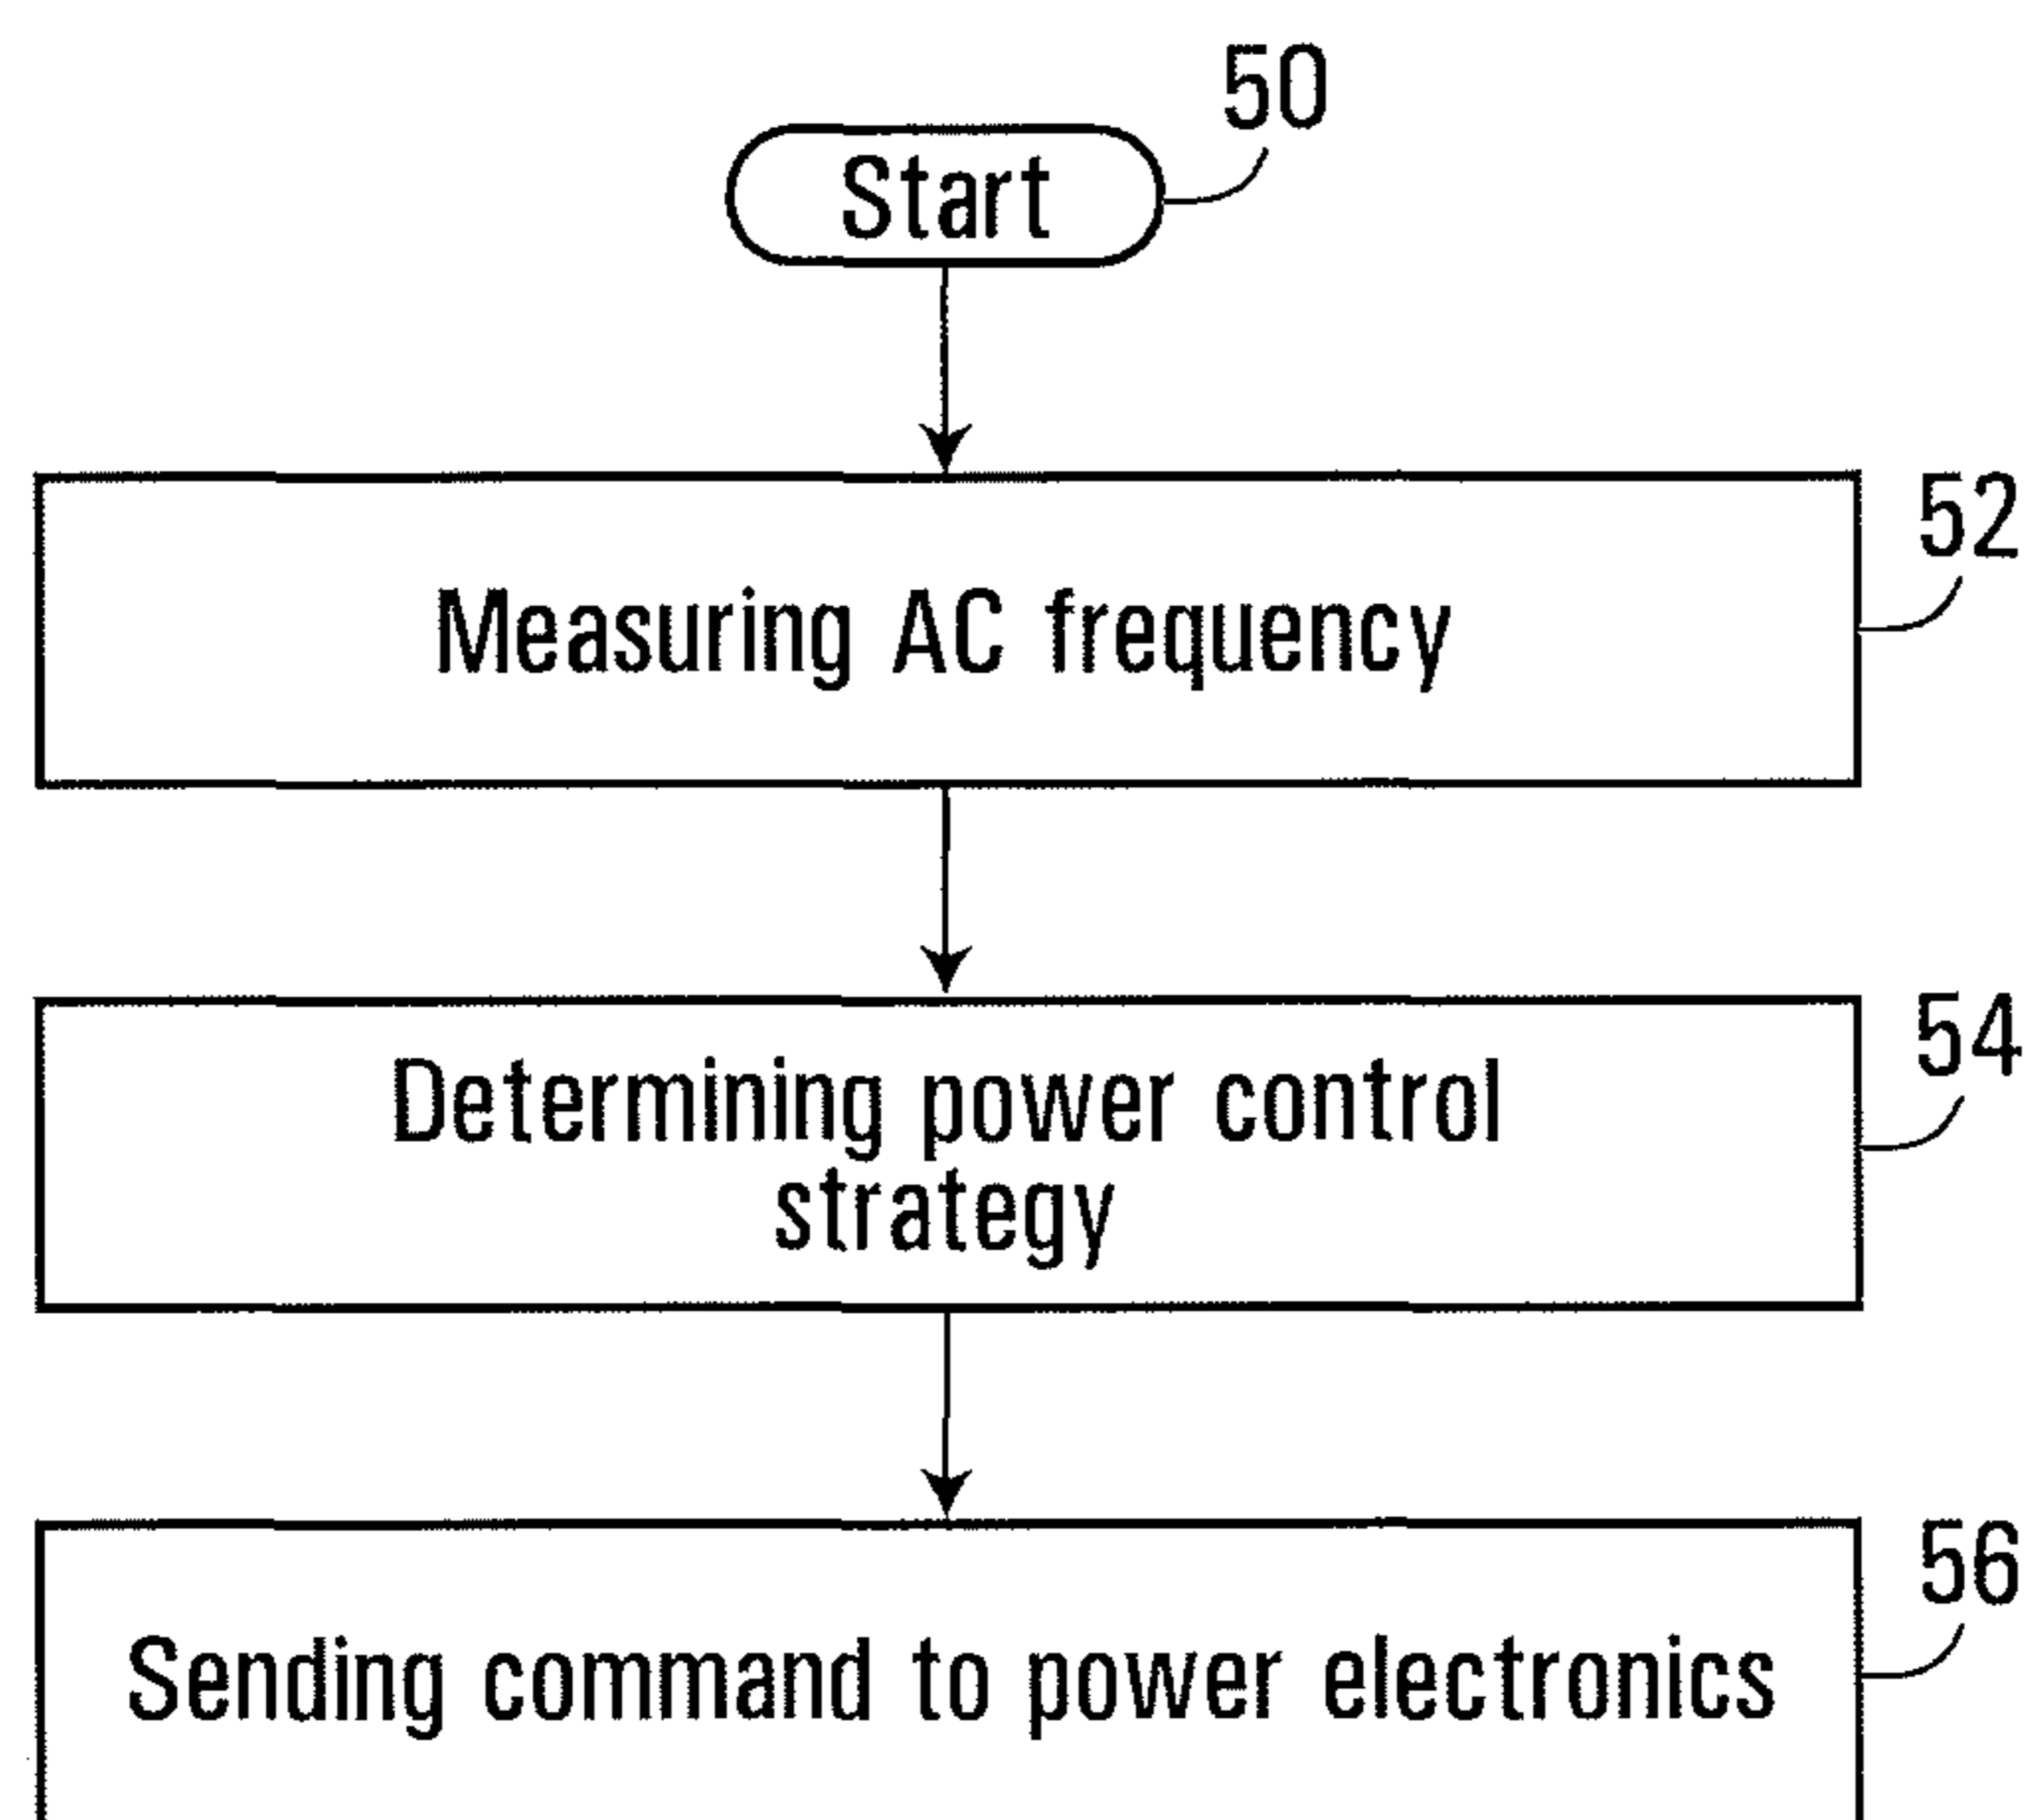 50
Start
52
Measuring AC frequency
54
Determining power control
strategy
56
Sending command to power electronics